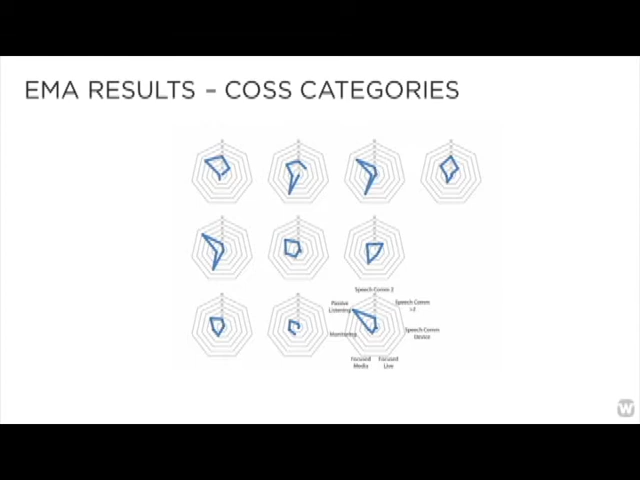 EMA RESULTS – COSS CATEGORIES
Speech Comm 2
Passive
Listening
Speech Comm
>2
Monitoring
Speech Comm
Device
Focused
Media
Focused
Live
W